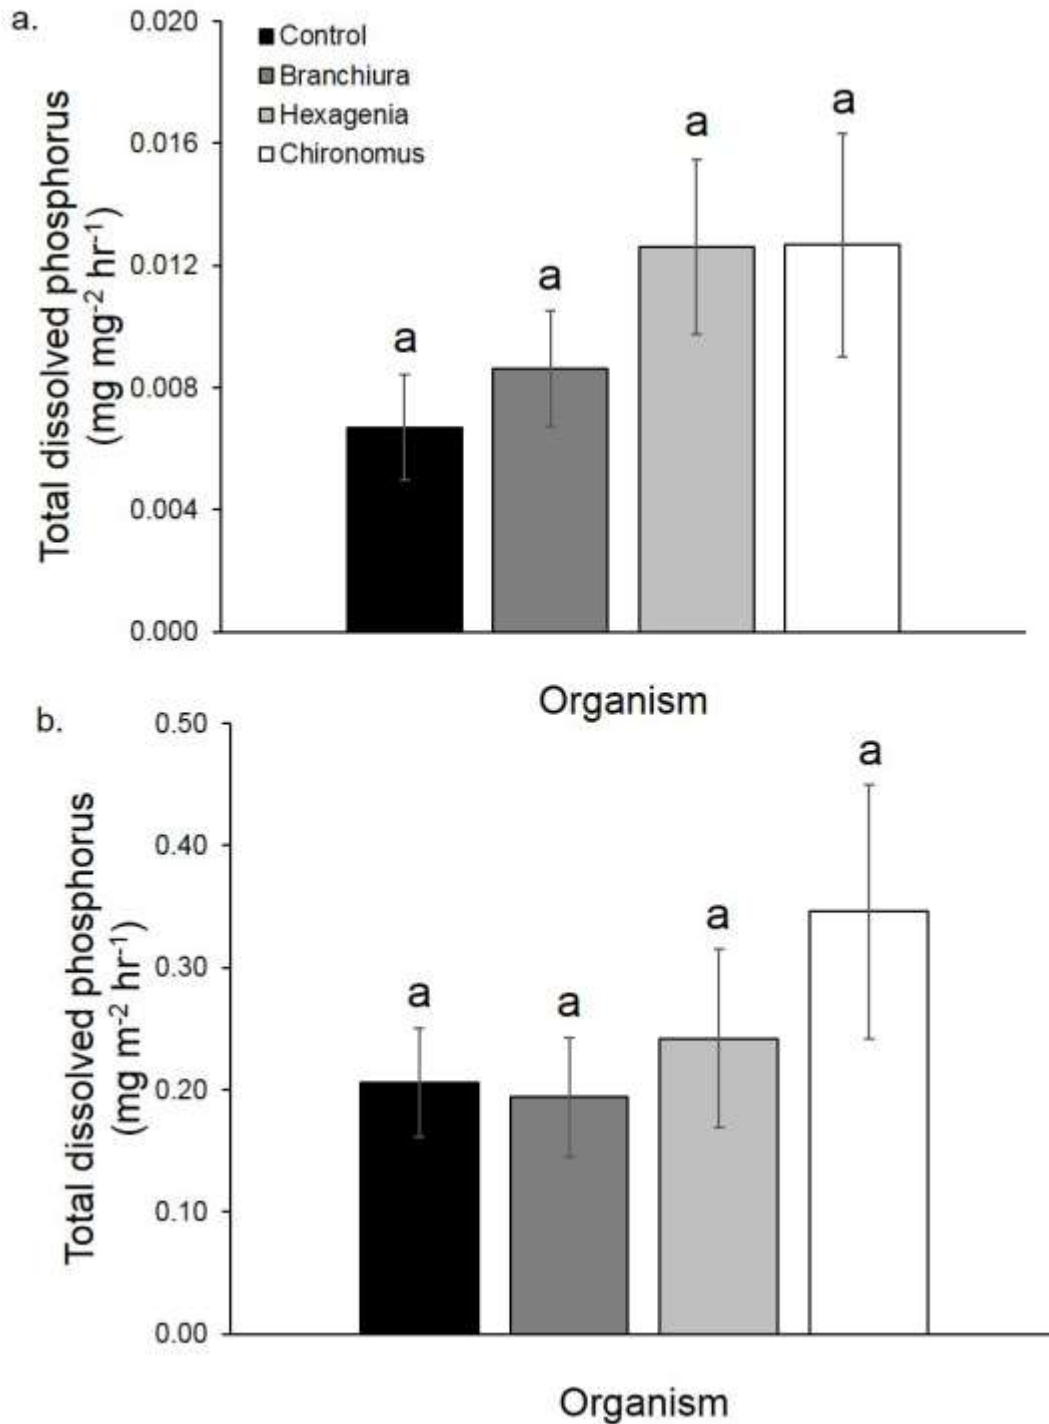 a.
Total dissolved phosphorus
(mg mg⁻² hr⁻¹)
0.020
0.016
0.012
0.008
0.004
0.000
Control
Branchiura
Hexagenia
Chironomus
a
a
a
a
Organism
b.
Total dissolved phosphorus
(mg m⁻² hr⁻¹)
0.50
0.40
0.30
0.20
0.10
0.00
a
a
a
a
Organism